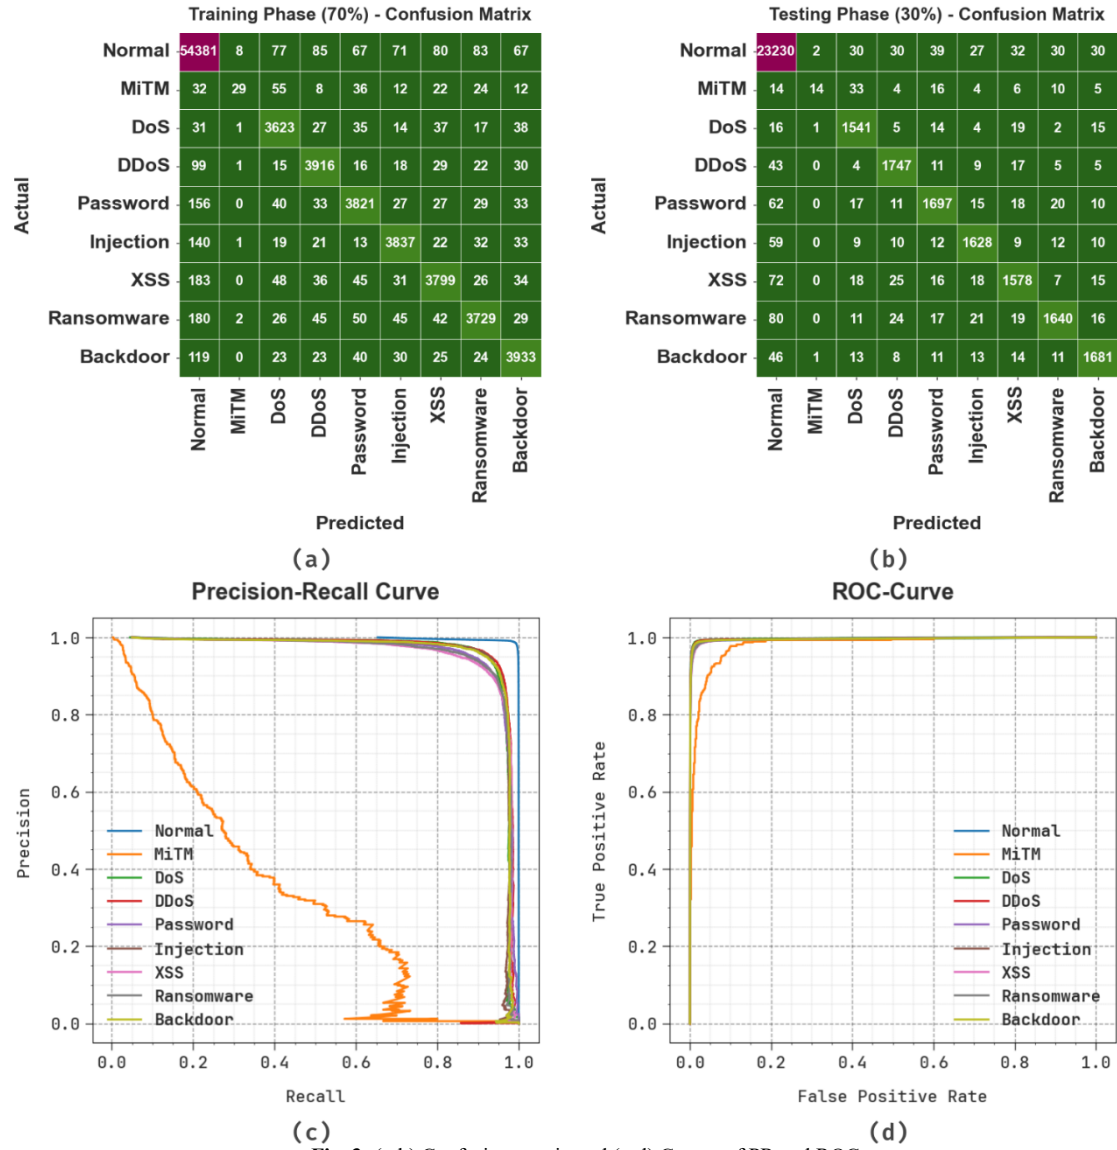 Training Phase (70%) - Confusion Matrix
Normal 54381 8 77 85 67 71 80 83 67
MiTM 32 29 55 8 36 12 22 24 12
DoS 31 1 3623 27 35 14 37 17 38
DDoS 99 1 15 3916 16 18 29 22 30
Password 156 0 40 33 3821 27 27 29 33
Injection 140 1 19 21 13 3837 22 32 33
XSS 183 0 48 36 45 31 3799 26 34
Ransomware 180 2 26 45 50 45 42 3729 29
Backdoor 119 0 23 23 40 30 25 24 3933
Actual
Normal MiTM DoS DDoS Password Injection XSS Ransomware Backdoor
Predicted
(a)
Testing Phase (30%) - Confusion Matrix
Normal 23230 2 30 30 39 27 32 30 30
MiTM 14 14 33 4 16 4 6 10 5
DoS 16 1 1541 5 14 4 19 2 15
DDoS 43 0 4 1747 11 9 17 5 5
Password 62 0 17 11 1697 15 18 20 10
Injection 59 0 9 10 12 1628 9 12 10
XSS 72 0 18 25 16 18 1578 7 15
Ransomware 80 0 11 24 17 21 19 1640 16
Backdoor 46 1 13 8 11 13 14 11 1681
Actual
Normal MiTM DoS DDoS Password Injection XSS Ransomware Backdoor
Predicted
(b)
Precision-Recall Curve
1.0
0.8
0.6
0.4
0.2
0.0
Precision
Normal
MiTM
DoS
DDoS
Password
Injection
XSS
Ransomware
Backdoor
0.0 0.2 0.4 0.6 0.8 1.0
Recall
(c)
ROC-Curve
1.0
0.8
0.6
0.4
0.2
0.0
True Positive Rate
Normal
MiTM
DoS
DDoS
Password
Injection
XSS
Ransomware
Backdoor
0.0 0.2 0.4 0.6 0.8 1.0
False Positive Rate
(d)